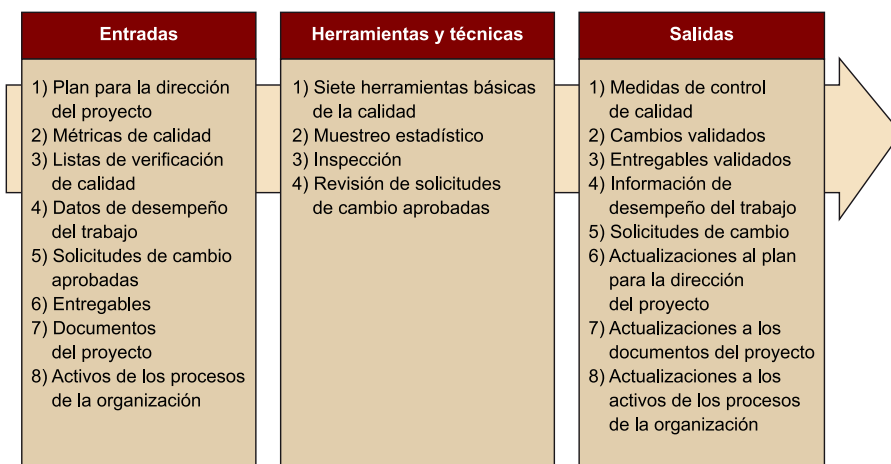 Entradas
1) Plan para la dirección
del proyecto
2) Métricas de calidad
3) Listas de verificación
de calidad
4) Datos de desempeño
del trabajo
5) Solicitudes de cambio
aprobadas
6) Entregables
7) Documentos
del proyecto
8) Activos de los procesos
de la organización
Herramientas y técnicas
1) Siete herramientas básicas
de la calidad
2) Muestreo estadístico
3) Inspección
4) Revisión de solicitudes
de cambio aprobadas
Salidas
1) Medidas de control
de calidad
2) Cambios validados
3) Entregables validados
4) Información de
desempeño del trabajo
5) Solicitudes de cambio
6) Actualizaciones al plan
para la dirección
del proyecto
7) Actualizaciones a los
documentos del proyecto
8) Actualizaciones a los
activos de los procesos
de la organización